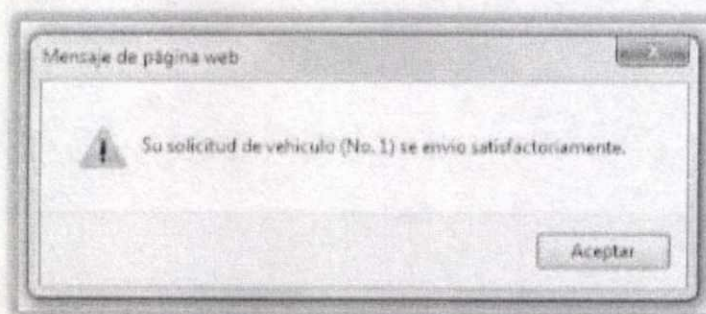 Mensaje de página web
Su solicitud de vehiculo (No. 1) se envio satisfactoriamente.
Aceptar